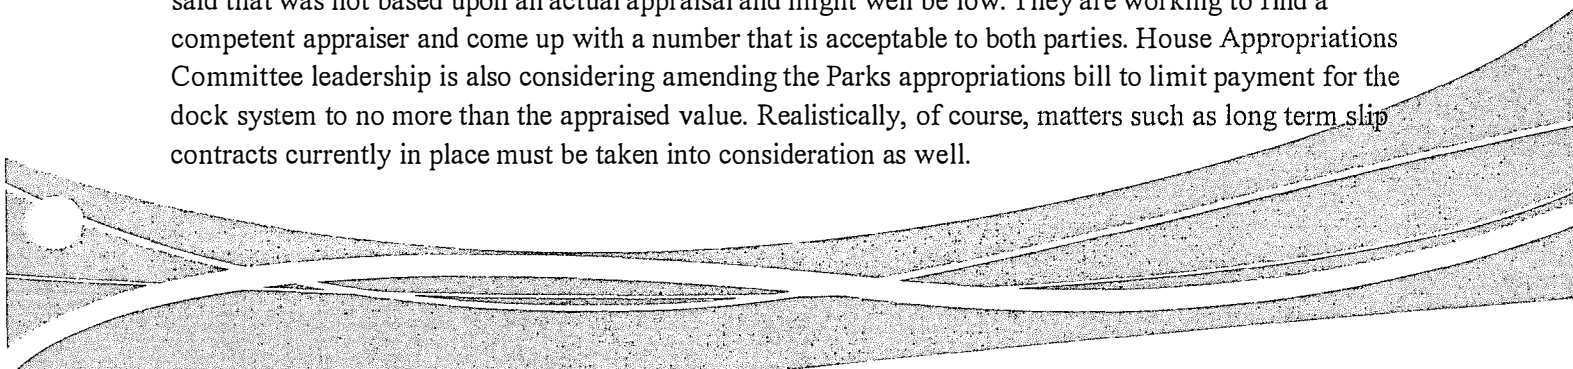 said that was not based upon an actual appraisal and might well be low. They are working to find a
competent appraiser and come up with a number that is acceptable to both parties. House Appropriations
Committee leadership is also considering amending the Parks appropriations bill to limit payment for the
dock system to no more than the appraised value. Realistically, of course, matters such as long term slip
contracts currently in place must be taken into consideration as well.